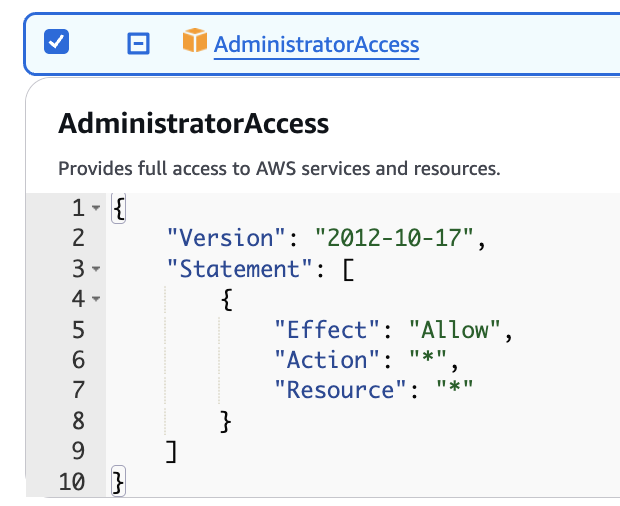 AdministratorAccess
AdministratorAccess
Provides full access to AWS services and resources.
1 {
2     "Version": "2012-10-17",
3     "Statement": [
4         {
5             "Effect": "Allow",
6             "Action": "*",
7             "Resource": "*"
8         }
9     ]
10 }